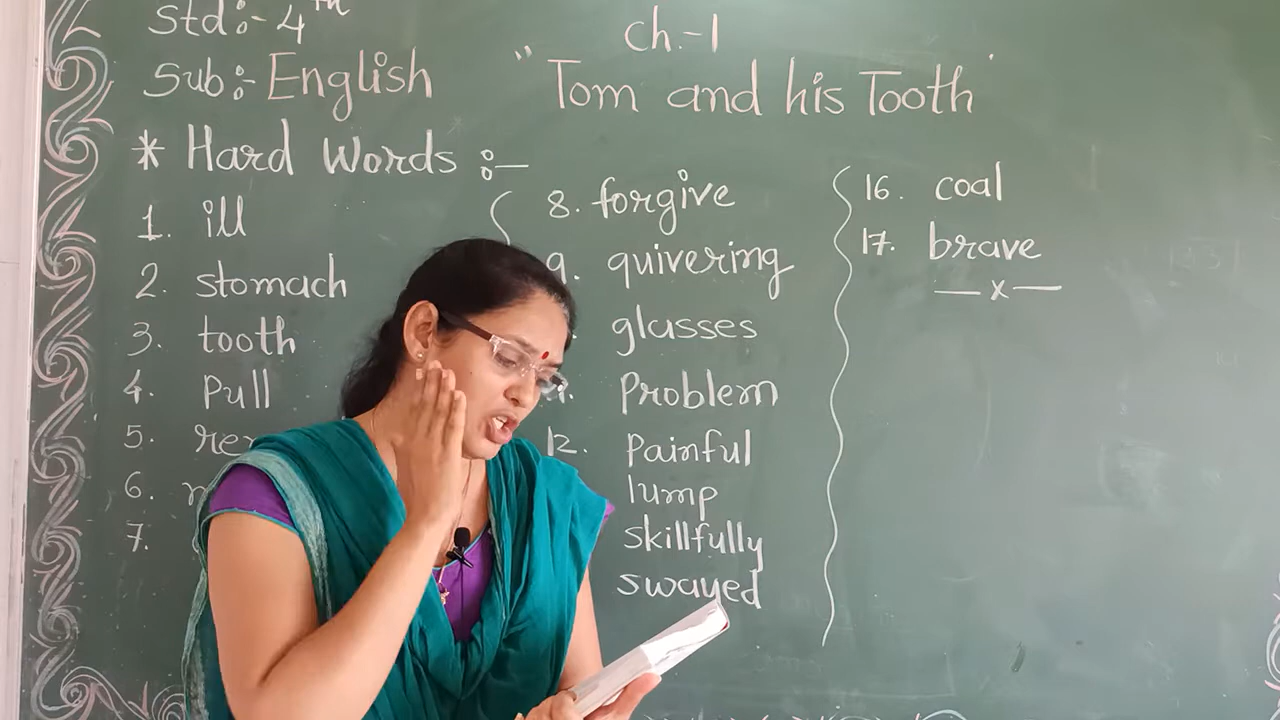 Std:- 4th
Sub:- English
Ch.-1
"Tom and his Tooth"
* Hard Words :-
1. ill
2. stomach
3. tooth
4. Pull
5.
6.
7.
8. forgive
9. quivering
glasses
Problem
12. Painful
lump
skillfully
swayed
16. coal
17. brave
— x —